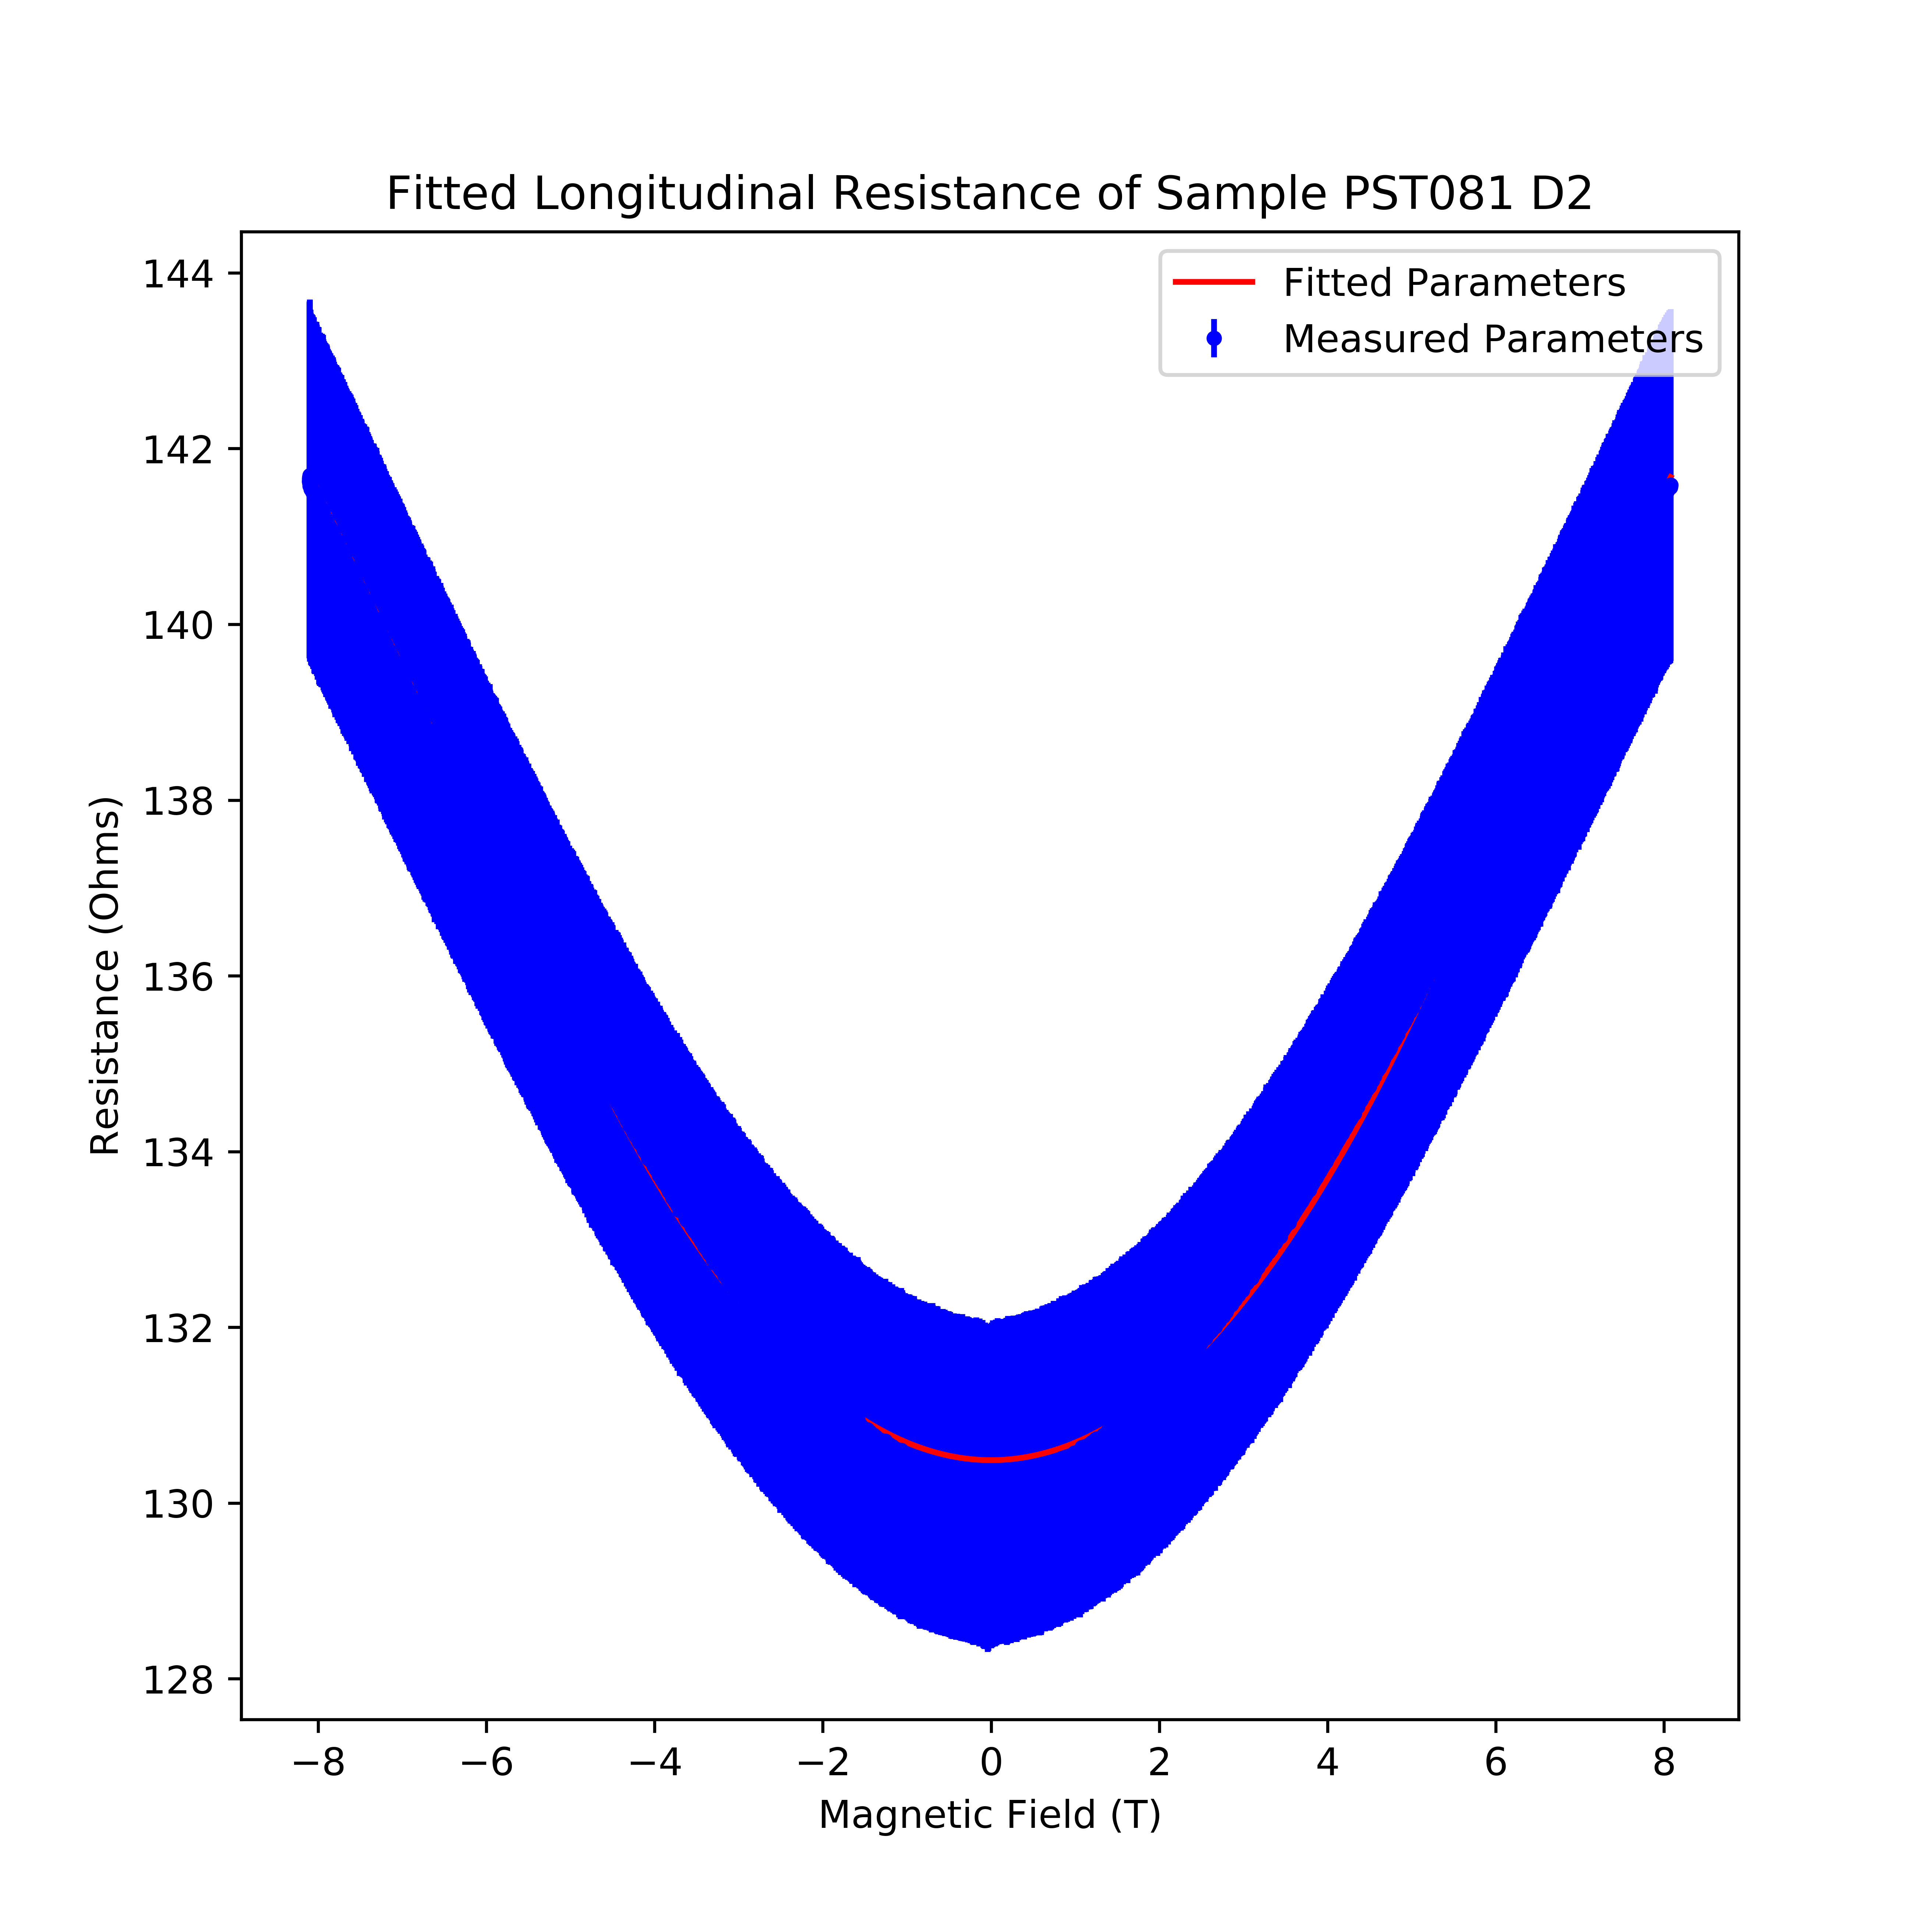 Fitted Longitudinal Resistance of Sample PST081 D2
Fitted Parameters
Measured Parameters
144
142
140
138
136
134
132
130
128
Resistance (Ohms)
−8 −6 −4 −2 0 2 4 6 8
Magnetic Field (T)